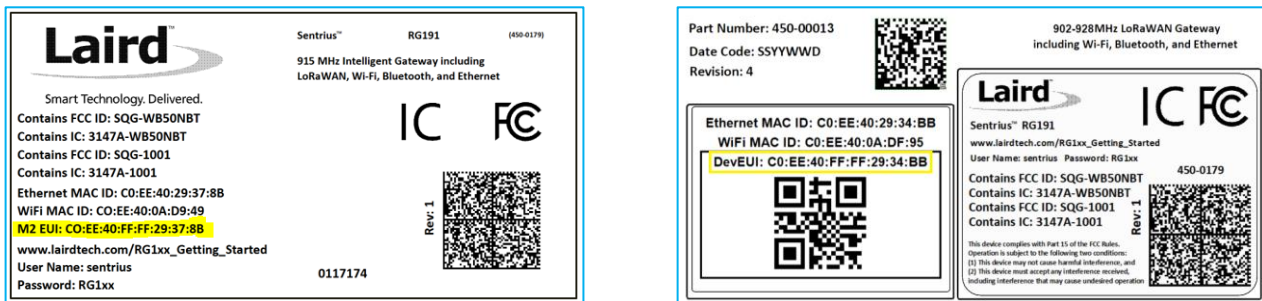 Laird™
Smart Technology. Delivered.
Sentrius™ RG191 (450-0179)
915 MHz Intelligent Gateway including
LoRaWAN, Wi-Fi, Bluetooth, and Ethernet
Contains FCC ID: SQG-WB50NBT
Contains IC: 3147A-WB50NBT
Contains FCC ID: SQG-1001
Contains IC: 3147A-1001
Ethernet MAC ID: C0:EE:40:29:37:8B
WiFi MAC ID: CO:EE:40:0A:D9:49
M2 EUI: CO:EE:40:FF:FF:29:37:8B
www.lairdtech.com/RG1xx_Getting_Started
User Name: sentrius
Password: RG1xx
IC FC
Rev: 1
0117174
Part Number: 450-00013
Date Code: SSYYWWD
Revision: 4
902-928MHz LoRaWAN Gateway
including Wi-Fi, Bluetooth, and Ethernet
Ethernet MAC ID: C0:EE:40:29:34:BB
WiFi MAC ID: C0:EE:40:0A:DF:95
DevEUI: C0:EE:40:FF:FF:29:34:BB
Laird
IC FC
Sentrius™ RG191
www.lairdtech.com/RG1xx_Getting_Started
User Name: sentrius Password: RG1xx
450-0179
Contains FCC ID: SQG-WB50NBT
Contains IC: 3147A-WB50NBT
Contains FCC ID: SQG-1001
Contains IC: 3147A-1001
Rev: 1
This device complies with Part 15 of the FCC Rules.
Operation is subject to the following two conditions:
(1) This device may not cause harmful interference, and
(2) This device must accept any interference received,
including interference that may cause undesired operation